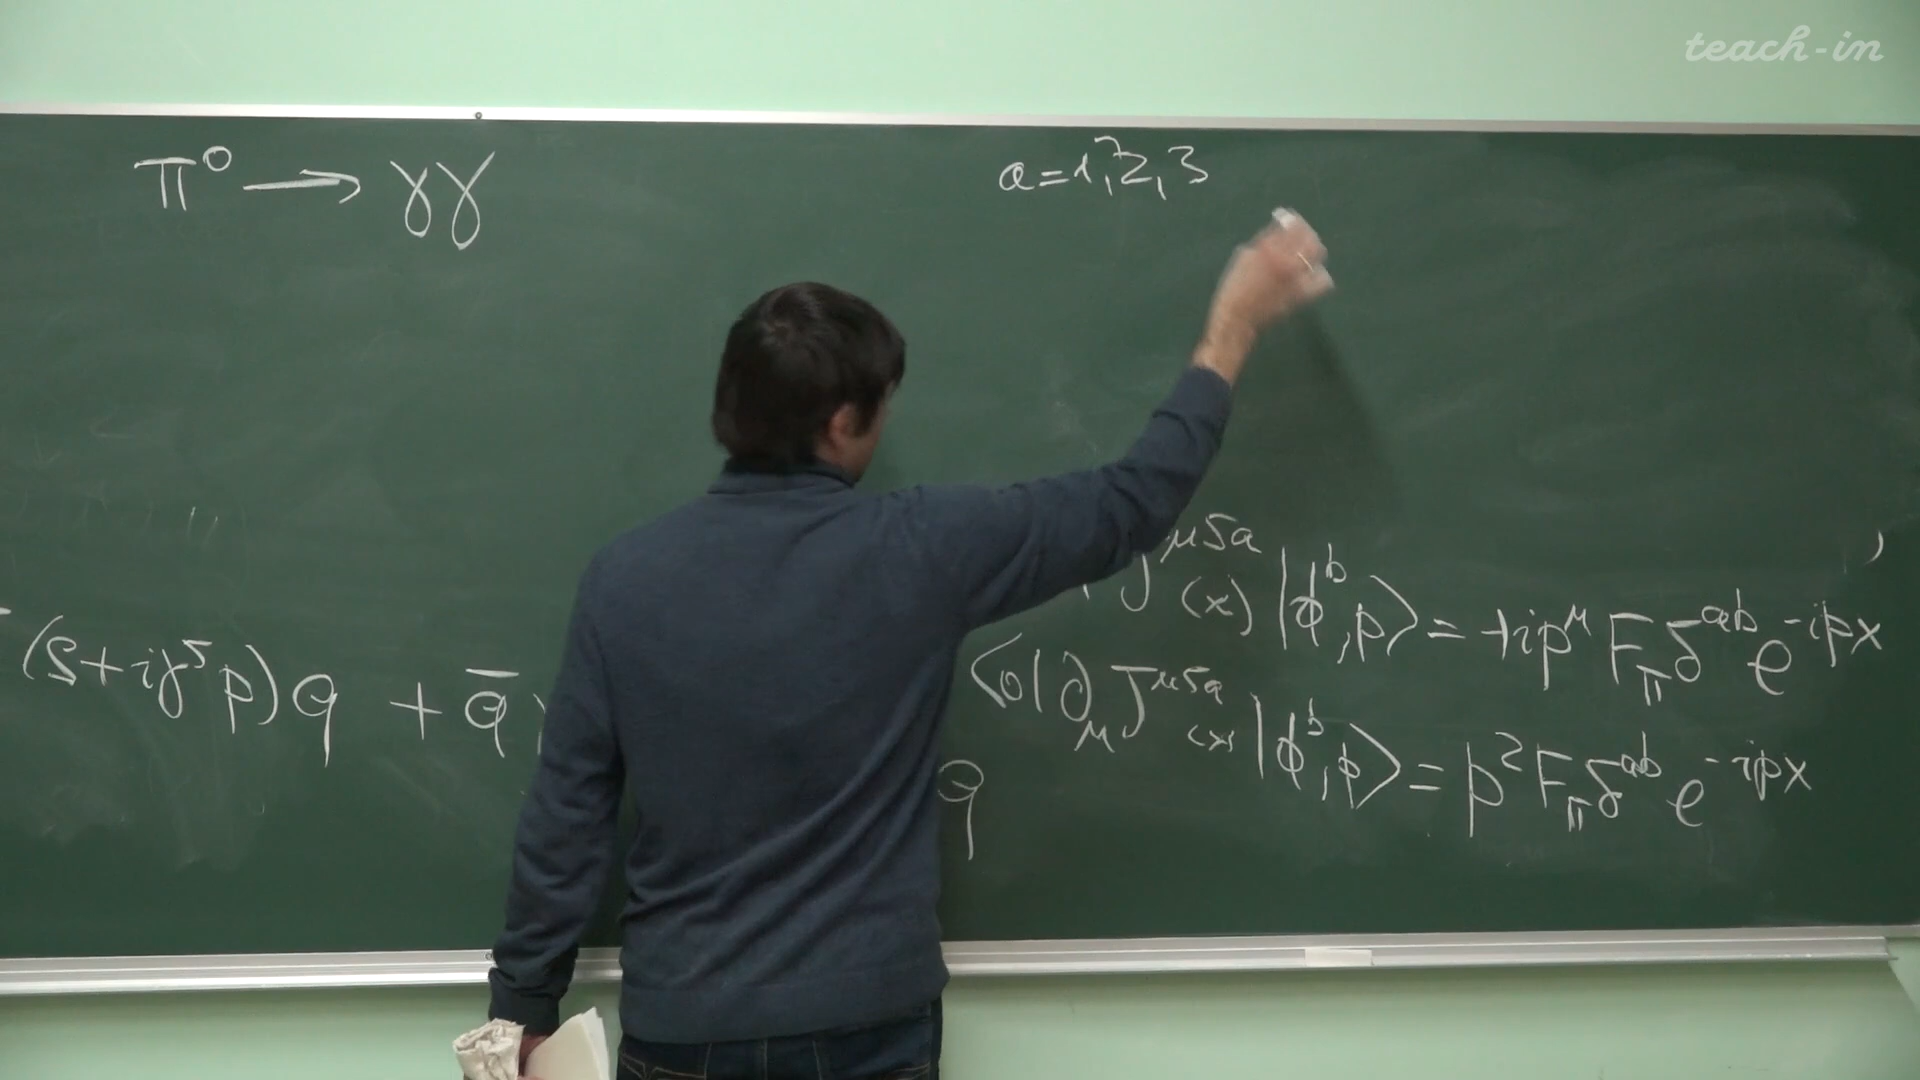 teach-in
π⁰ → γγ
a=1,2,3
J^{μ5a}(x)|ϕ^b,p⟩=+ip^μ F_π δ^{ab} e^{-ipx}
(s+iγ⁵p)q + q̄
⟨0|∂_μ J^{μ5a}(x)|ϕ^b,p⟩=p² F_π δ^{ab} e^{-ipx}
q